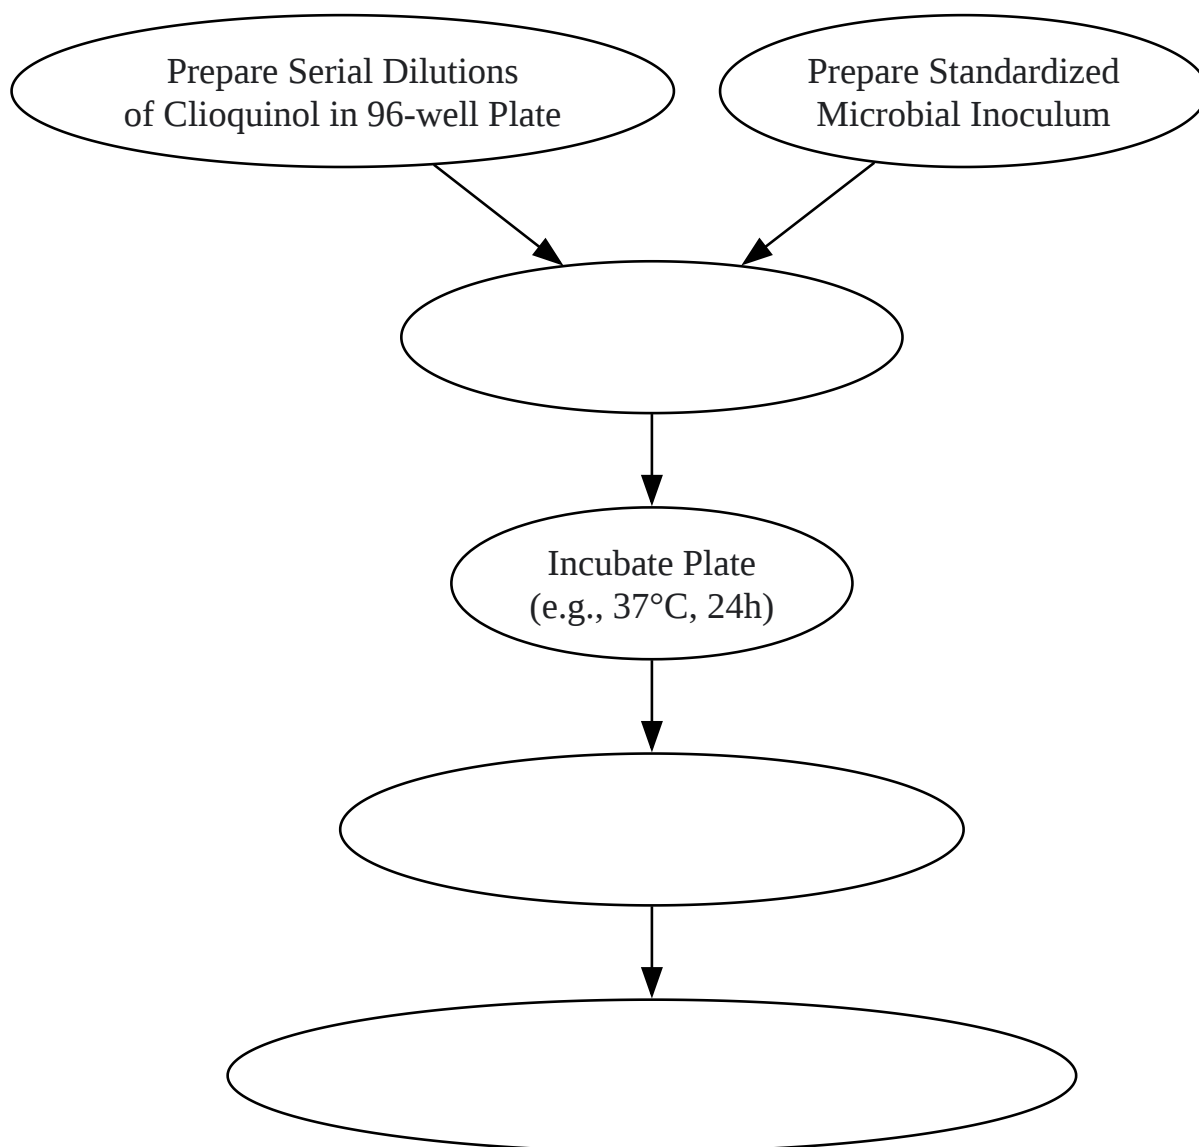 Prepare Serial Dilutions
of Clioquinol in 96-well Plate
Prepare Standardized
Microbial Inoculum
Incubate Plate
(e.g., 37°C, 24h)